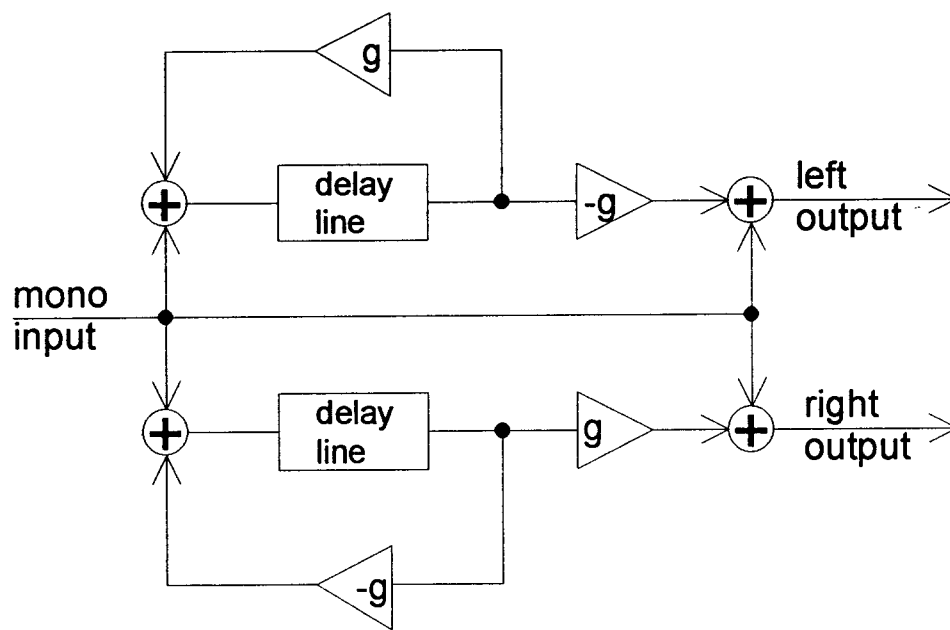 g
delay
line
-g
+
+
left
output
mono
input
+
delay
line
g
+
right
output
-g